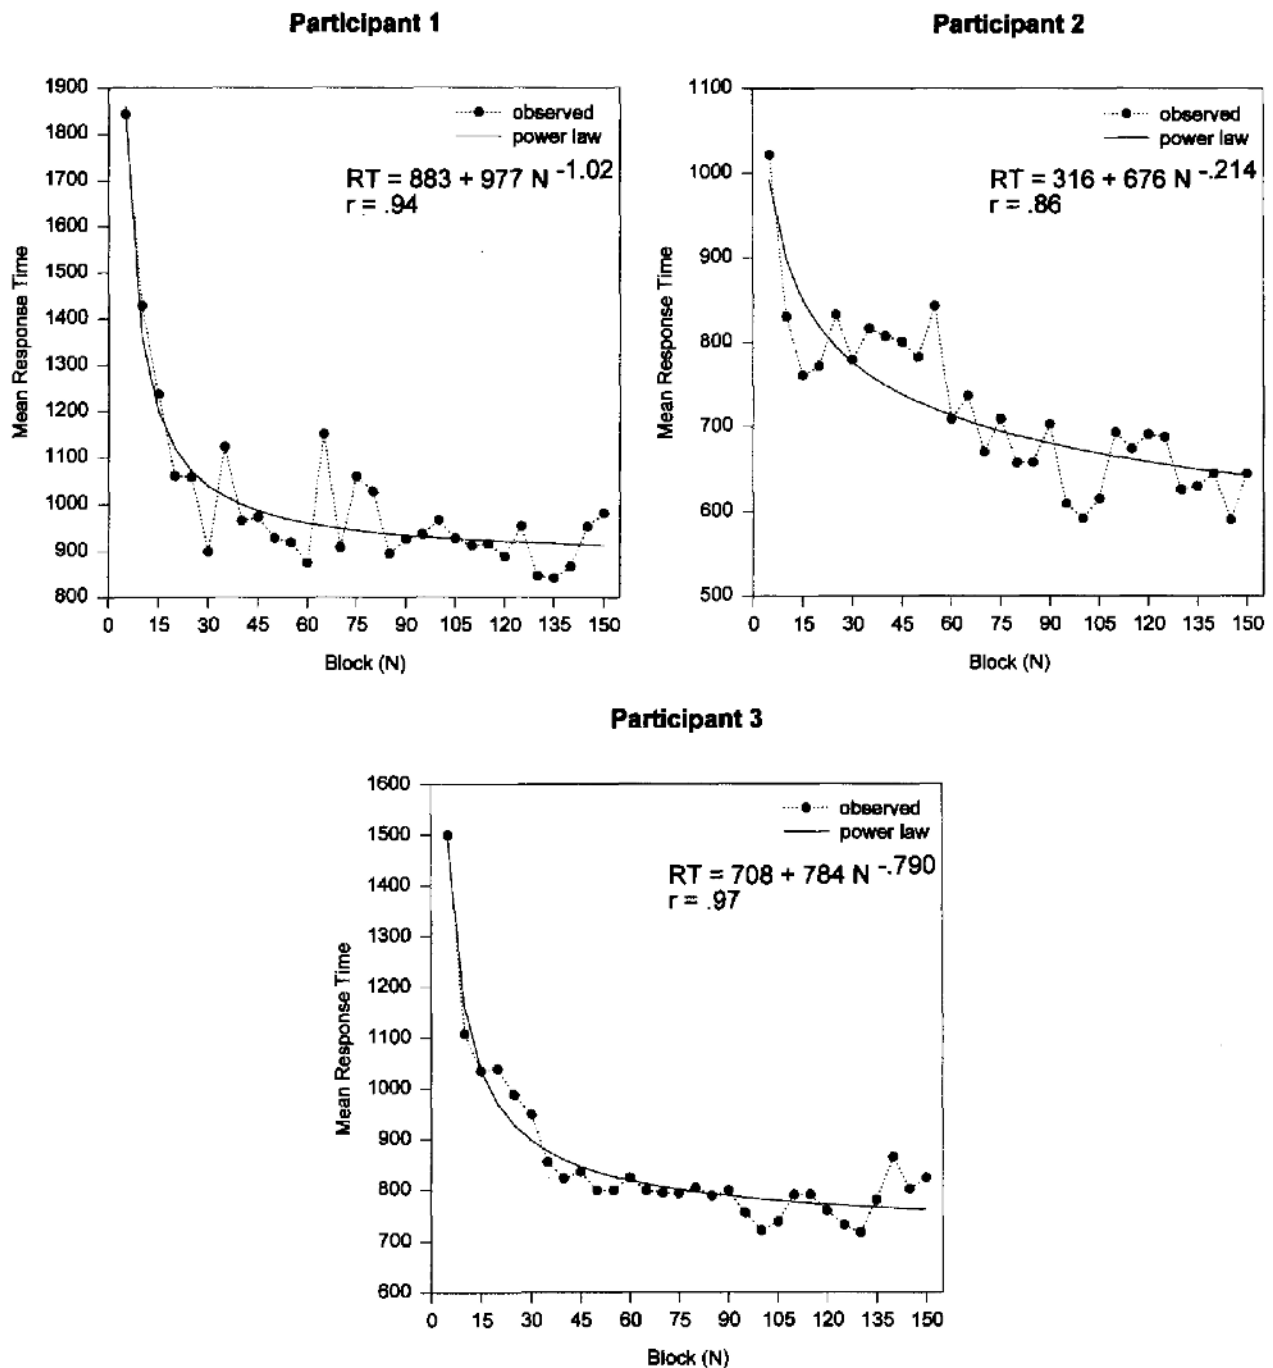 Participant 1
1900
1800
1700
1600
1500
1400
1300
1200
1100
1000
900
800
Mean Response Time
observed
power law
RT = 883 + 977 N -1.02
r = .94
0 15 30 45 60 75 90 105 120 135 150
Block (N)
Participant 2
1100
1000
900
800
700
600
500
Mean Response Time
observed
power law
RT = 316 + 676 N -.214
r = .86
0 15 30 45 60 75 90 105 120 135 150
Block (N)
Participant 3
1600
1500
1400
1300
1200
1100
1000
900
800
700
600
Mean Response Time
observed
power law
RT = 708 + 784 N -.790
r = .97
0 15 30 45 60 75 90 105 120 135 150
Block (N)